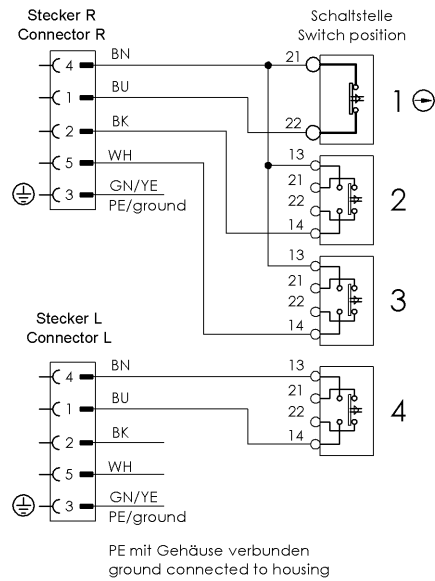 Stecker R
Connector R
Schaltstelle
Switch position
4 BN
1 BU
2 BK
5 WH
3 GN/YE
PE/ground
21
22
1
13
21
22
14
2
13
21
22
14
3
Stecker L
Connector L
4 BN
1 BU
2 BK
5 WH
3 GN/YE
PE/ground
13
21
22
14
4
PE mit Gehäuse verbunden
ground connected to housing